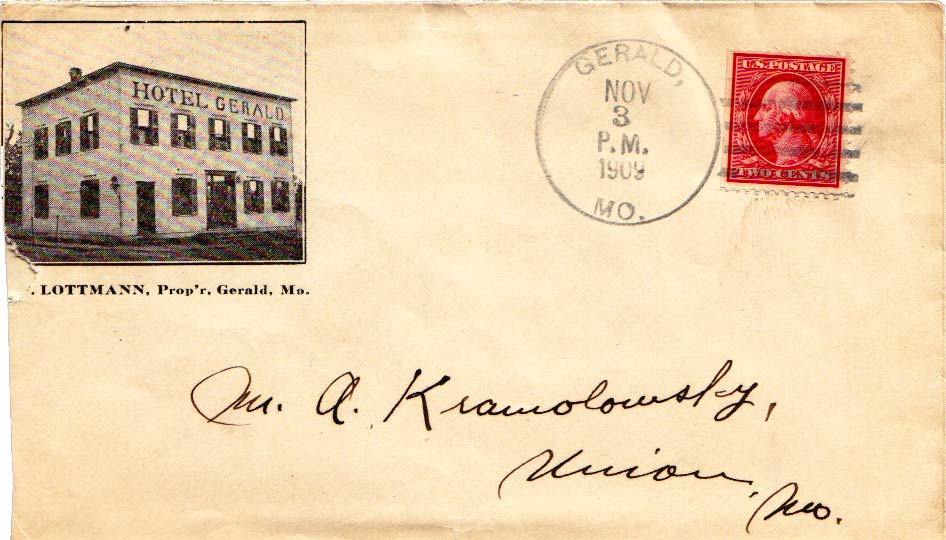 HOTEL GERALD.
. LOTTMANN, Prop'r, Gerald, Mo.
GERALD,
NOV
3
P.M.
1909
MO.
U.S. POSTAGE
TWO CENTS
Mr. A. Kramolowsky,
Union, Mo.